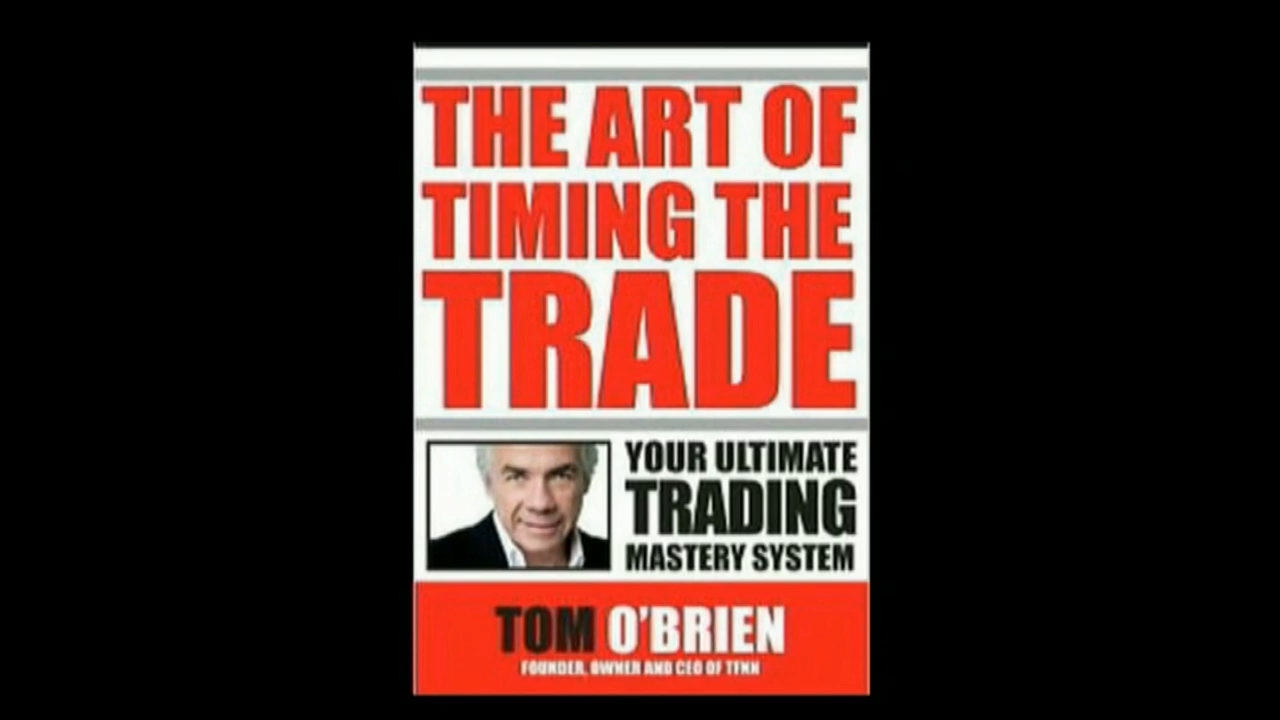 THE ART OF
TIMING THE
TRADE
YOUR ULTIMATE
TRADING
MASTERY SYSTEM
TOM O'BRIEN
FOUNDER, OWNER AND CEO OF TFNN